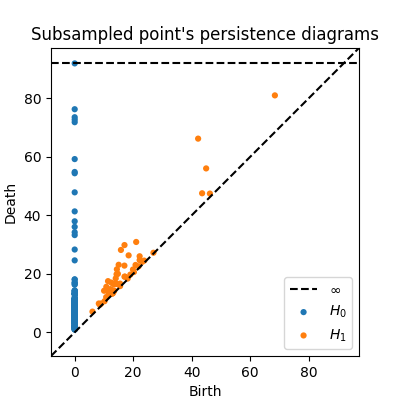 Subsampled point's persistence diagrams
Death
80
60
40
20
0
∞
H₀
H₁
0 20 40 60 80
Birth